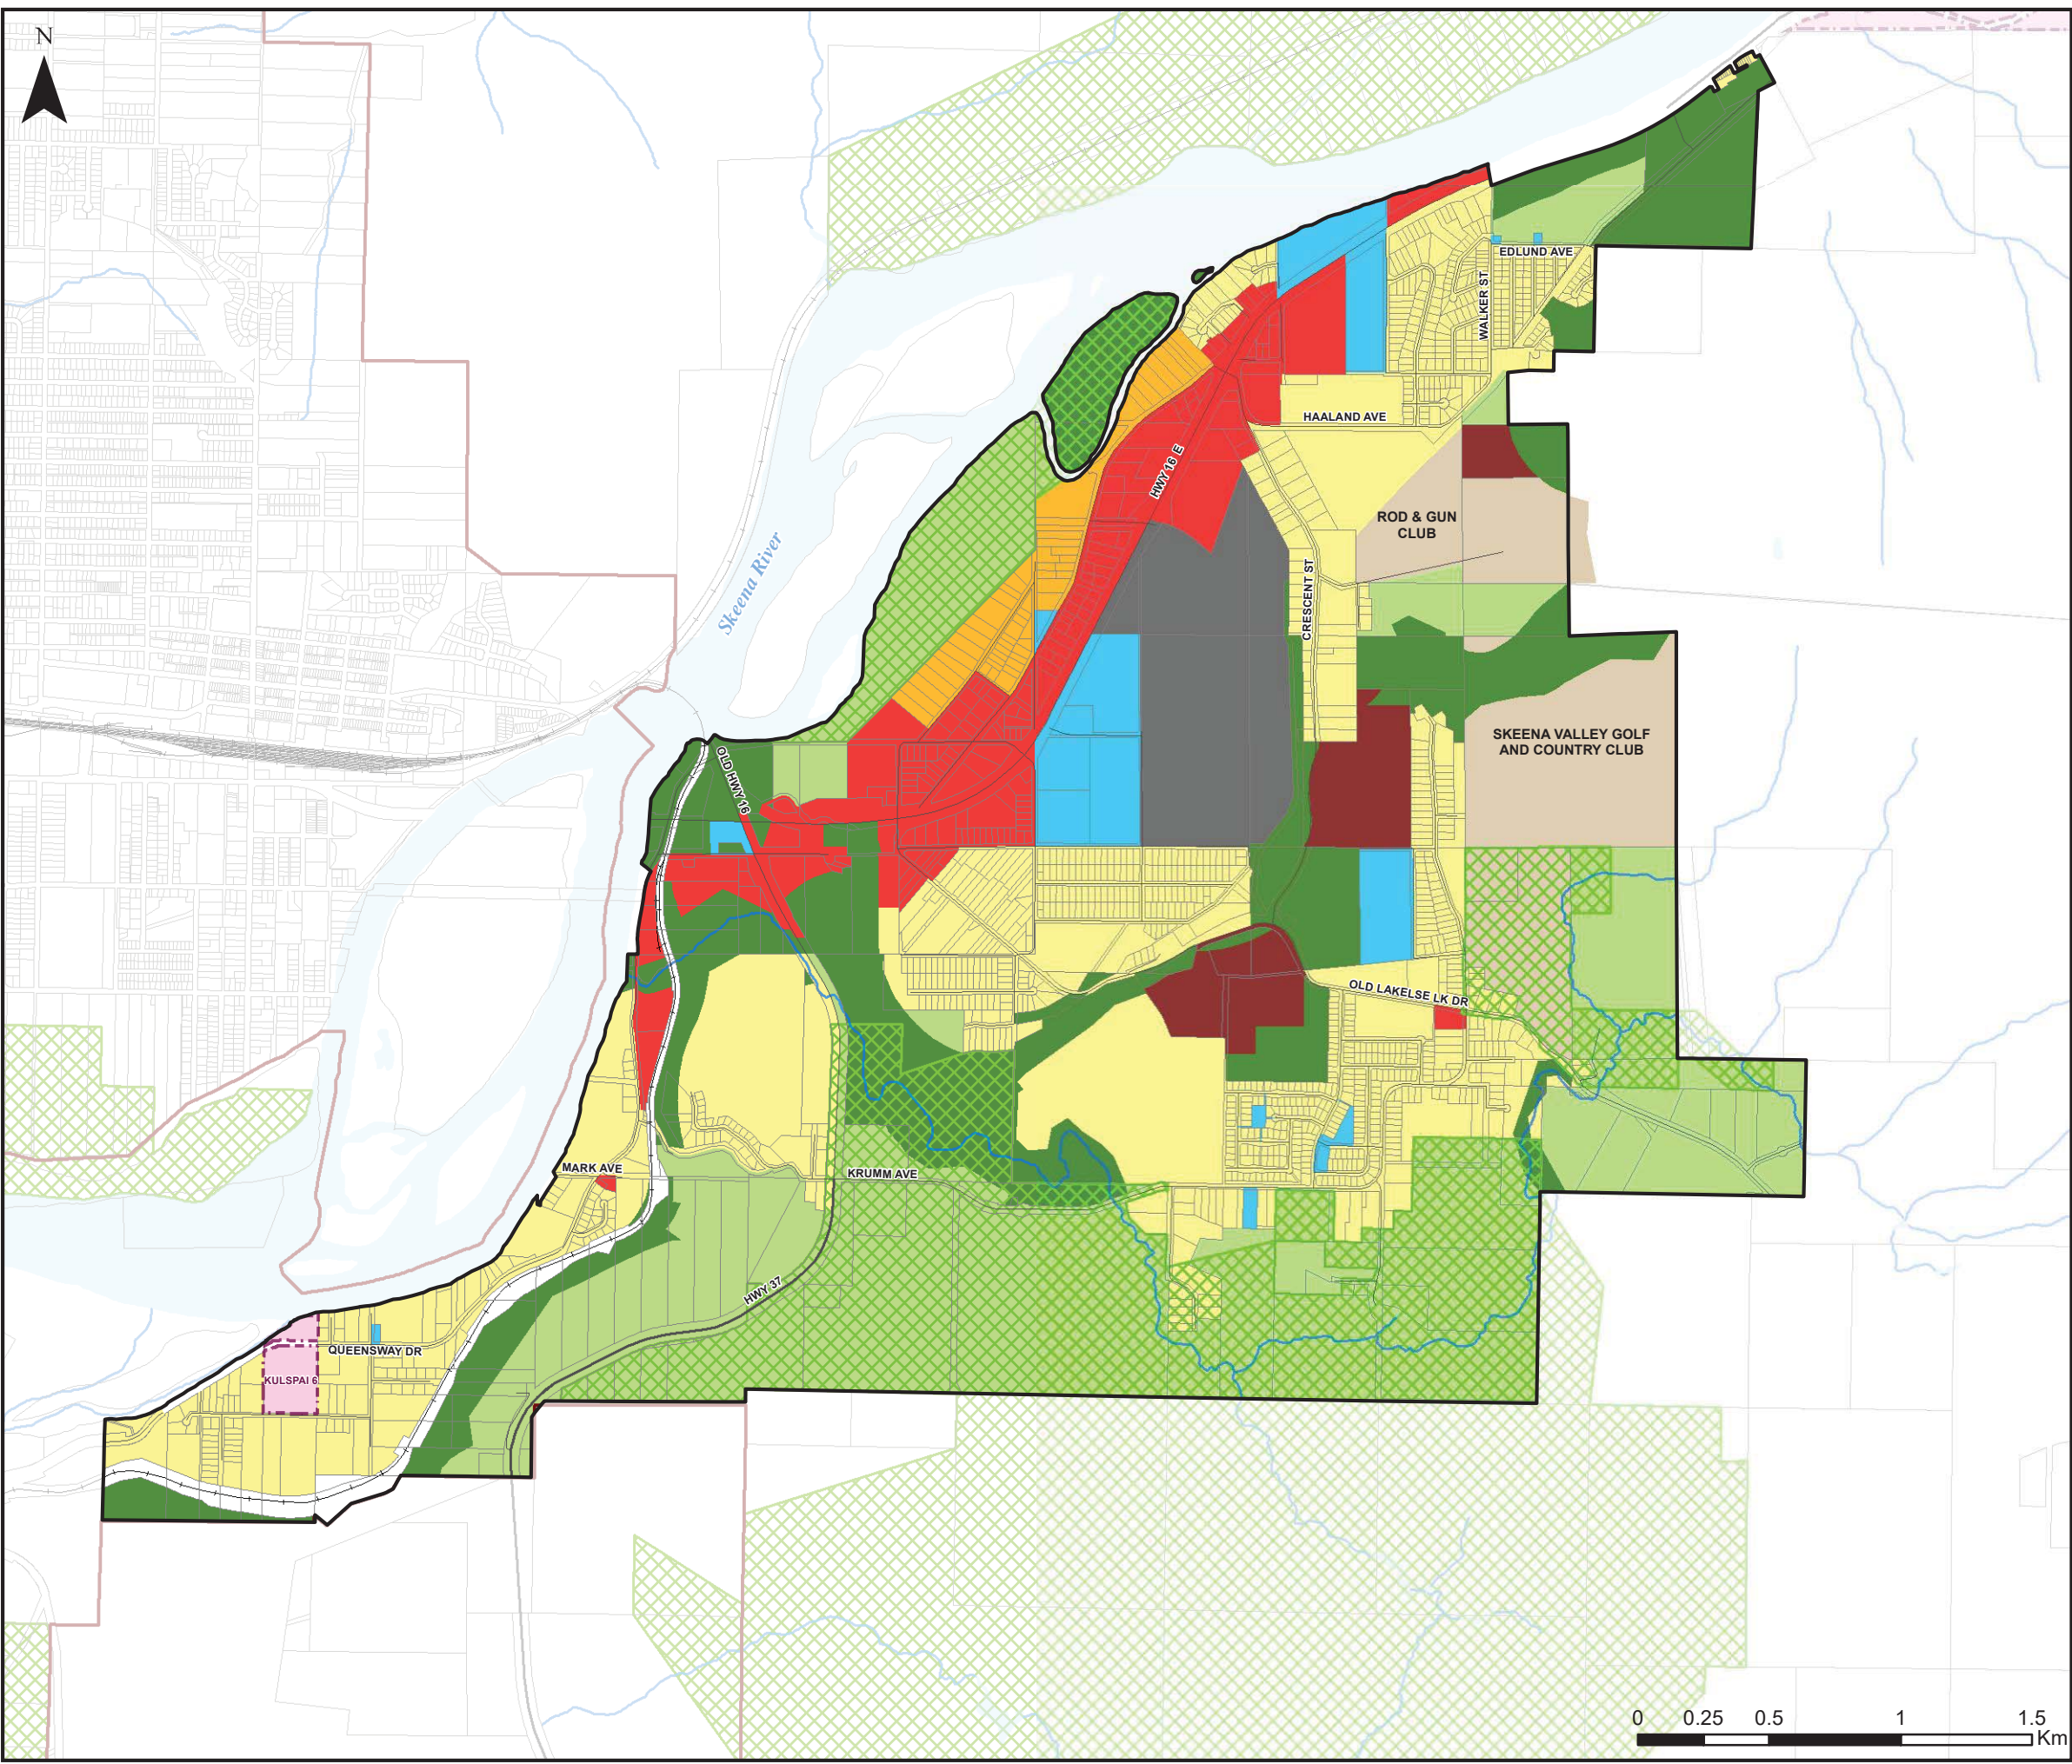 N
EDLUND AVE
WALKER ST
HAALAND AVE
HWY 16 E
ROD & GUN
CLUB
Skeena River
CRESCENT ST
SKEENA VALLEY GOLF
AND COUNTRY CLUB
OLD HWY 16
OLD LAKELSE LK DR
MARK AVE
KRUMM AVE
HWY 37
QUEENSWAY DR
KULSPAI 6
0 0.25 0.5 1 1.5
Km